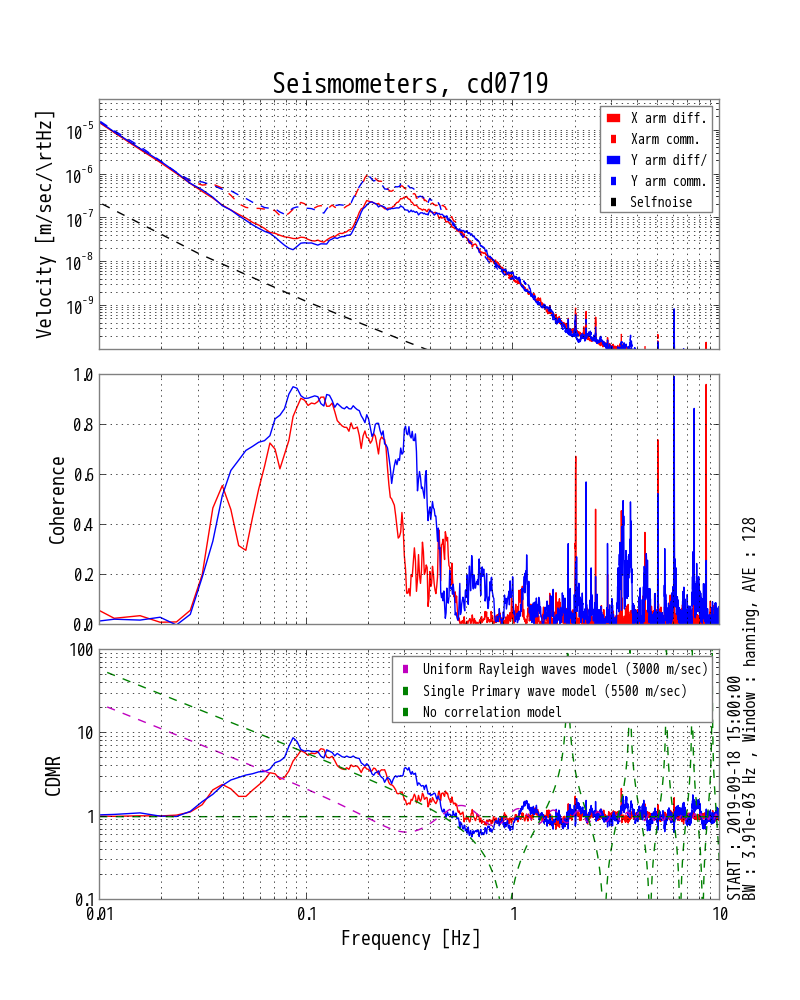 Seismometers, cd0719
Velocity [m/sec/\rtHz]
10^-5
10^-6
10^-7
10^-8
10^-9
X arm diff.
Xarm comm.
Y arm diff/
Y arm comm.
Selfnoise
Coherence
1.0
0.8
0.6
0.4
0.2
0.0
CDMR
100
10
1
0.1
Uniform Rayleigh waves model (3000 m/sec)
Single Primary wave model (5500 m/sec)
No correlation model
0.01
0.1
1
10
Frequency [Hz]
START : 2019-09-18 15:00:00
BW : 3.91e-03 Hz , Window : hanning, AVE : 128